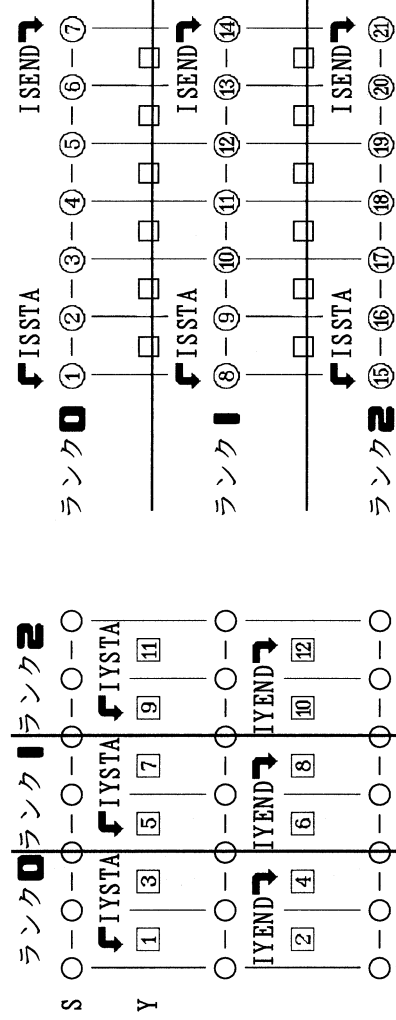 ランク0 ランク1 ランク2
S
IYSTA IYSTA IYSTA
Y 1 3 5 7 9 11
IYEND IYEND IYEND
2 4 6 8 10 12
ISSTA ISEND
ランク0 1 2 3 4 5 6 7
ISSTA ISEND
ランク1 8 9 10 11 12 13 14
ISSTA ISEND
ランク2 15 16 17 18 19 20 21